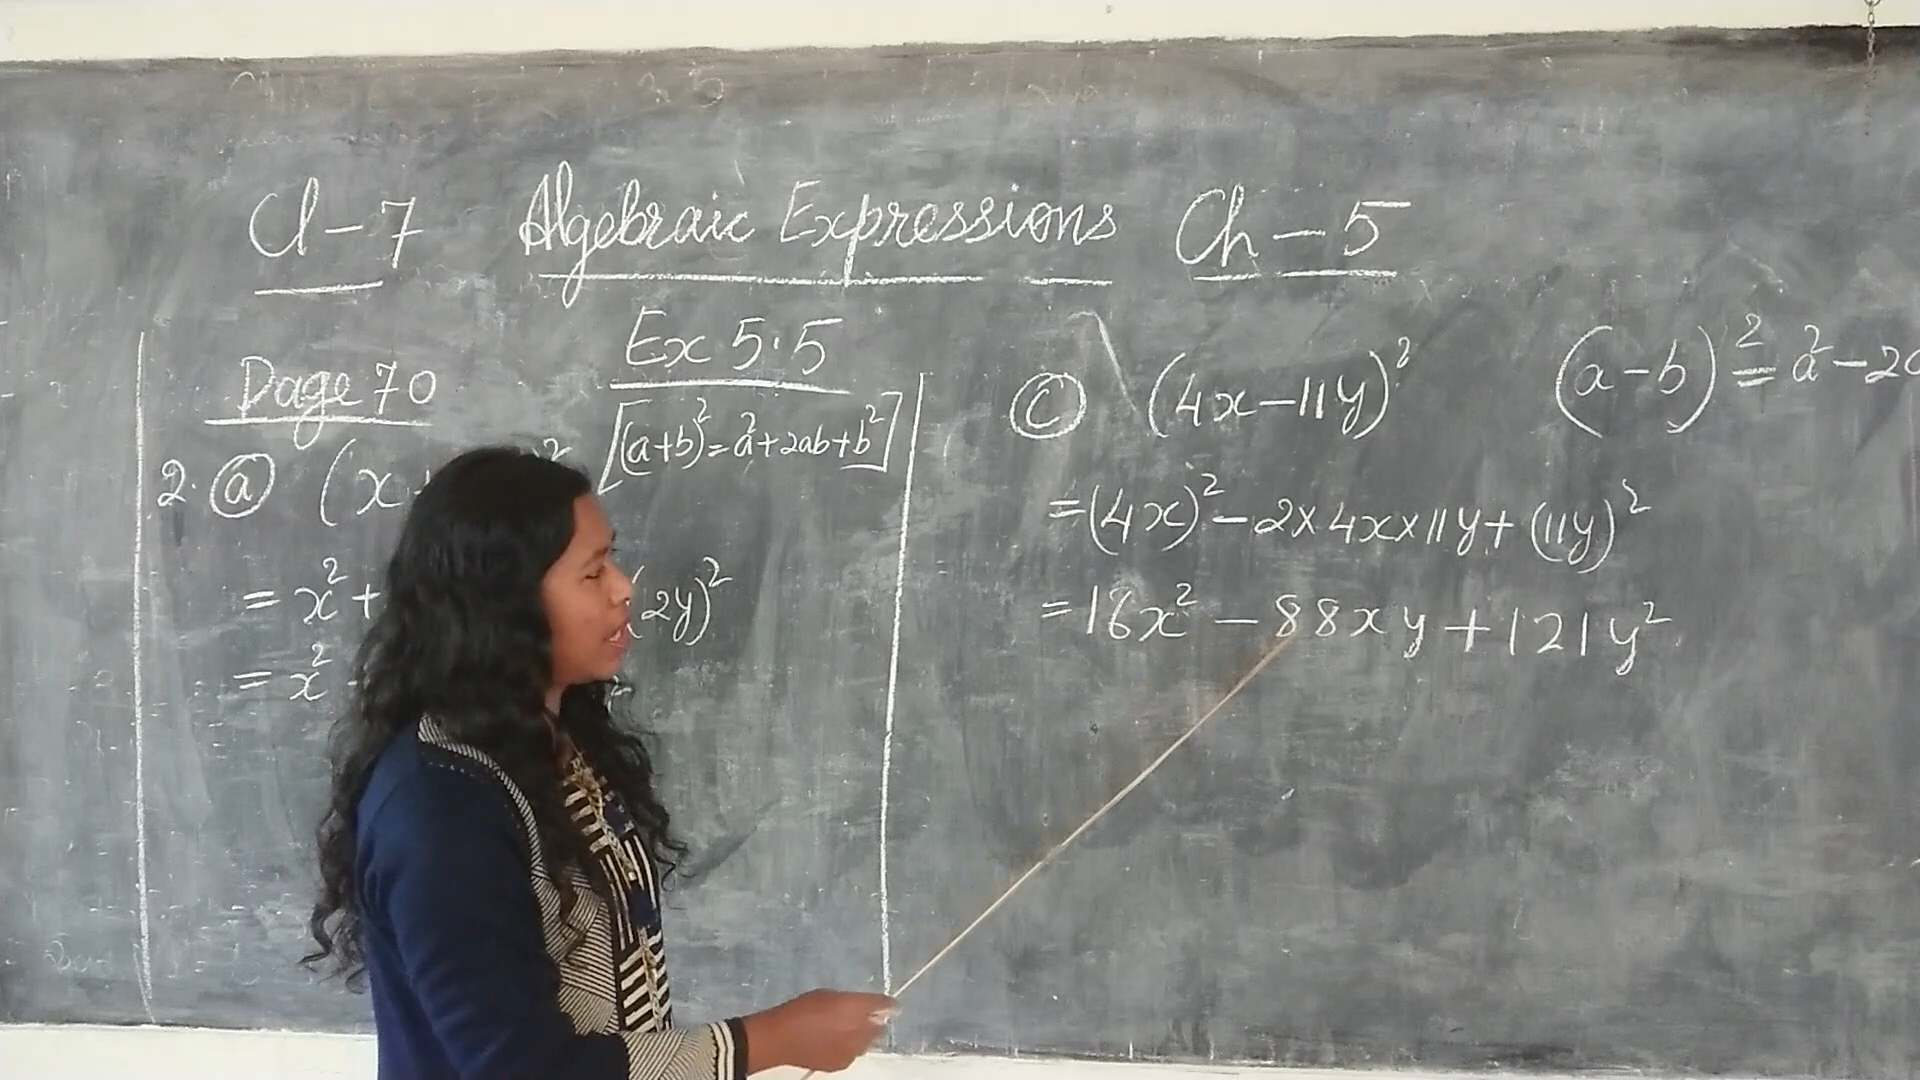 Cl-7 Algebraic Expressions Ch-5
Page 70 Ex 5.5
[(a+b)²=a²+2ab+b²]
2. (a) (x
= x²+ (2y)²
= x²
(c) (4x-11y)² (a-b)²=a²-2a
=(4x)²-2×4x×11y+(11y)²
=16x²-88xy+121y²